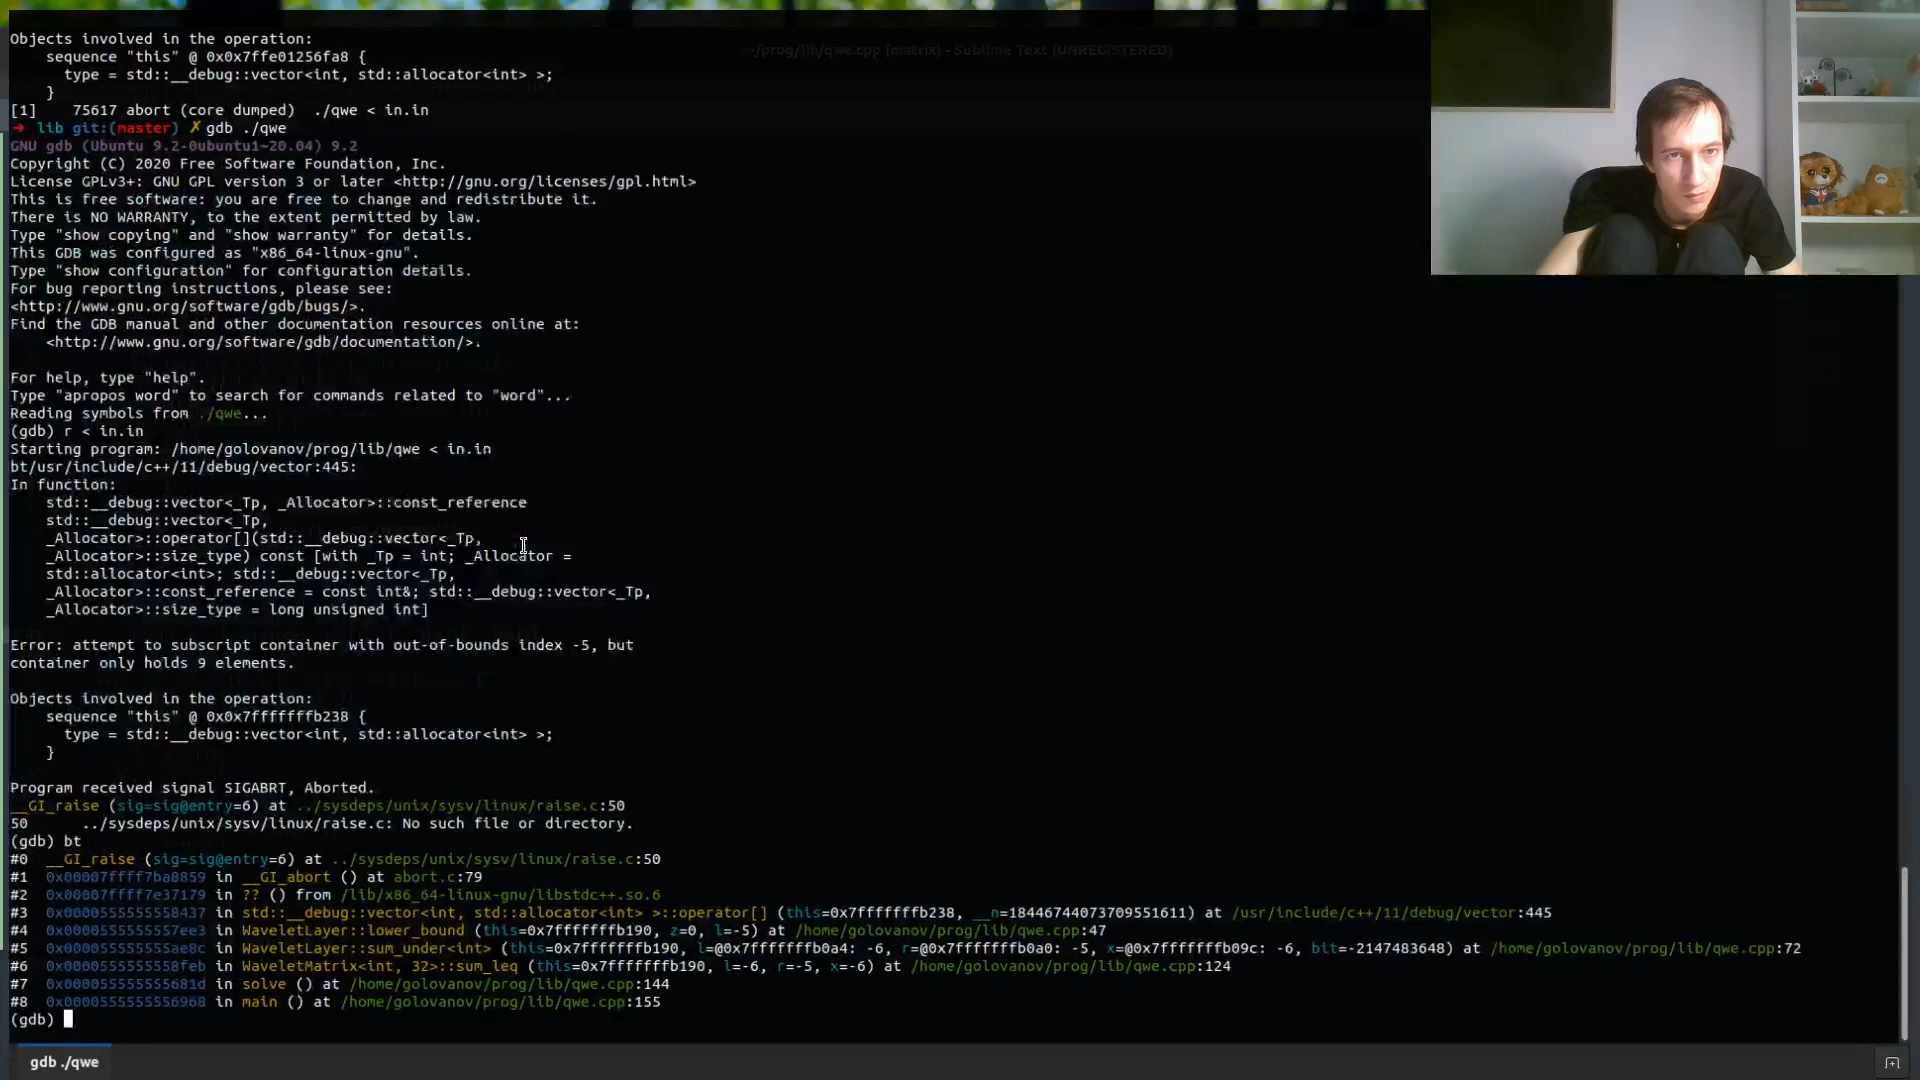 ~/prog/lib/qwe.cpp (matrix) - Sublime Text (UNREGISTERED)
Objects involved in the operation:
    sequence "this" @ 0x0x7ffe01256fa8 {
      type = std::__debug::vector<int, std::allocator<int> >;
    }
[1]    75617 abort (core dumped)  ./qwe < in.in
➜ lib git:(master) ✗ gdb ./qwe
GNU gdb (Ubuntu 9.2-0ubuntu1~20.04) 9.2
Copyright (C) 2020 Free Software Foundation, Inc.
License GPLv3+: GNU GPL version 3 or later <http://gnu.org/licenses/gpl.html>
This is free software: you are free to change and redistribute it.
There is NO WARRANTY, to the extent permitted by law.
Type "show copying" and "show warranty" for details.
This GDB was configured as "x86_64-linux-gnu".
Type "show configuration" for configuration details.
For bug reporting instructions, please see:
<http://www.gnu.org/software/gdb/bugs/>.
Find the GDB manual and other documentation resources online at:
    <http://www.gnu.org/software/gdb/documentation/>.
For help, type "help".
Type "apropos word" to search for commands related to "word"...
Reading symbols from ./qwe...
(gdb) r < in.in
Starting program: /home/golovanov/prog/lib/qwe < in.in
bt/usr/include/c++/11/debug/vector:445:
In function:
    std::__debug::vector<_Tp, _Allocator>::const_reference
    std::__debug::vector<_Tp,
    _Allocator>::operator[](std::__debug::vector<_Tp,
    _Allocator>::size_type) const [with _Tp = int; _Allocator =
    std::allocator<int>; std::__debug::vector<_Tp,
    _Allocator>::const_reference = const int&; std::__debug::vector<_Tp,
    _Allocator>::size_type = long unsigned int]
Error: attempt to subscript container with out-of-bounds index -5, but
container only holds 9 elements.
Objects involved in the operation:
    sequence "this" @ 0x0x7fffffffb238 {
      type = std::__debug::vector<int, std::allocator<int> >;
    }
Program received signal SIGABRT, Aborted.
__GI_raise (sig=sig@entry=6) at ../sysdeps/unix/sysv/linux/raise.c:50
50      ../sysdeps/unix/sysv/linux/raise.c: No such file or directory.
(gdb) bt
#0  __GI_raise (sig=sig@entry=6) at ../sysdeps/unix/sysv/linux/raise.c:50
#1  0x00007ffff7ba8859 in __GI_abort () at abort.c:79
#2  0x00007ffff7e37179 in ?? () from /lib/x86_64-linux-gnu/libstdc++.so.6
#3  0x0000555555558437 in std::__debug::vector<int, std::allocator<int> >::operator[] (this=0x7fffffffb238, __n=18446744073709551611) at /usr/include/c++/11/debug/vector:445
#4  0x0000555555557ee3 in WaveletLayer::lower_bound (this=0x7fffffffb190, z=0, l=-5) at /home/golovanov/prog/lib/qwe.cpp:47
#5  0x000055555555ae8c in WaveletLayer::sum_under<int> (this=0x7fffffffb190, l=@0x7fffffffb0a4: -6, r=@0x7fffffffb0a0: -5, x=@0x7fffffffb09c: -6, bit=-2147483648) at /home/golovanov/prog/lib/qwe.cpp:72
#6  0x0000555555558feb in WaveletMatrix<int, 32>::sum_leq (this=0x7fffffffb190, l=-6, r=-5, x=-6) at /home/golovanov/prog/lib/qwe.cpp:124
#7  0x000055555555681d in solve () at /home/golovanov/prog/lib/qwe.cpp:144
#8  0x0000555555556968 in main () at /home/golovanov/prog/lib/qwe.cpp:155
(gdb)
gdb ./qwe